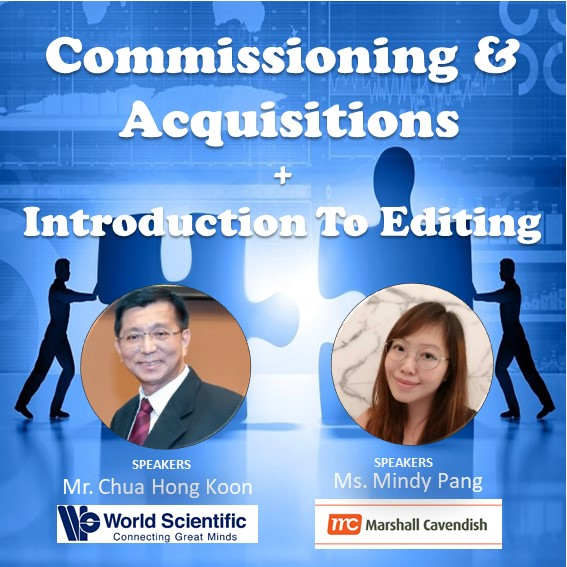 Commissioning &
Acquisitions
+
Introduction To Editing
SPEAKERS
Mr. Chua Hong Koon
World Scientific
Connecting Great Minds
SPEAKERS
Ms. Mindy Pang
mc Marshall Cavendish